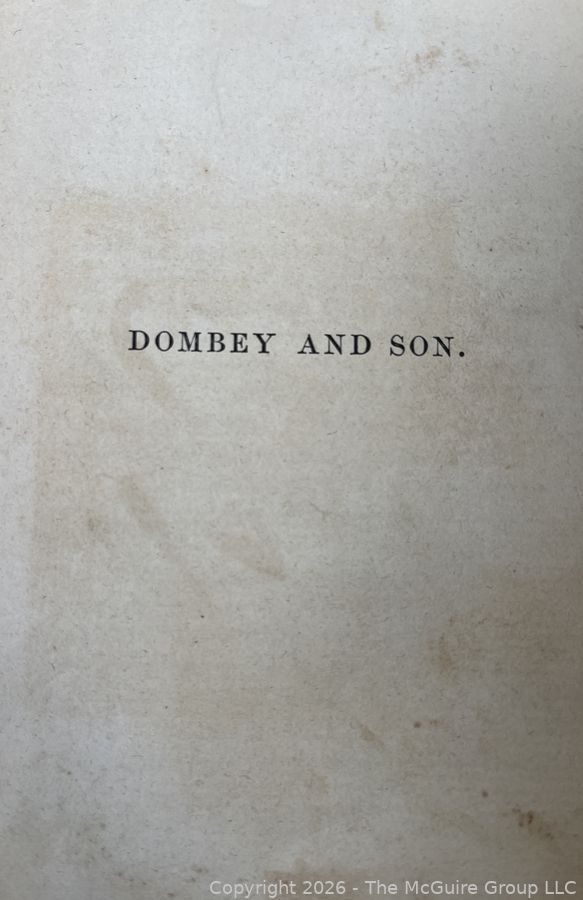 DOMBEY AND SON.
Copyright 2026 - The McGuire Group LLC